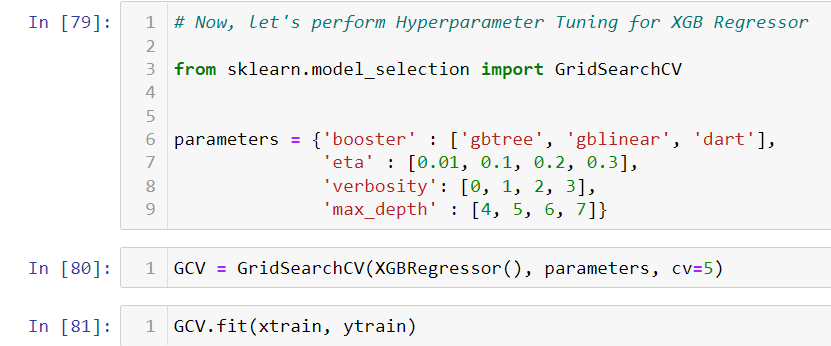 In [79]:
1 # Now, let's perform Hyperparameter Tuning for XGB Regressor
2
3 from sklearn.model_selection import GridSearchCV
4
5
6 parameters = {'booster' : ['gbtree', 'gblinear', 'dart'],
7 'eta' : [0.01, 0.1, 0.2, 0.3],
8 'verbosity': [0, 1, 2, 3],
9 'max_depth' : [4, 5, 6, 7]}
In [80]:
1 GCV = GridSearchCV(XGBRegressor(), parameters, cv=5)
In [81]:
1 GCV.fit(xtrain, ytrain)